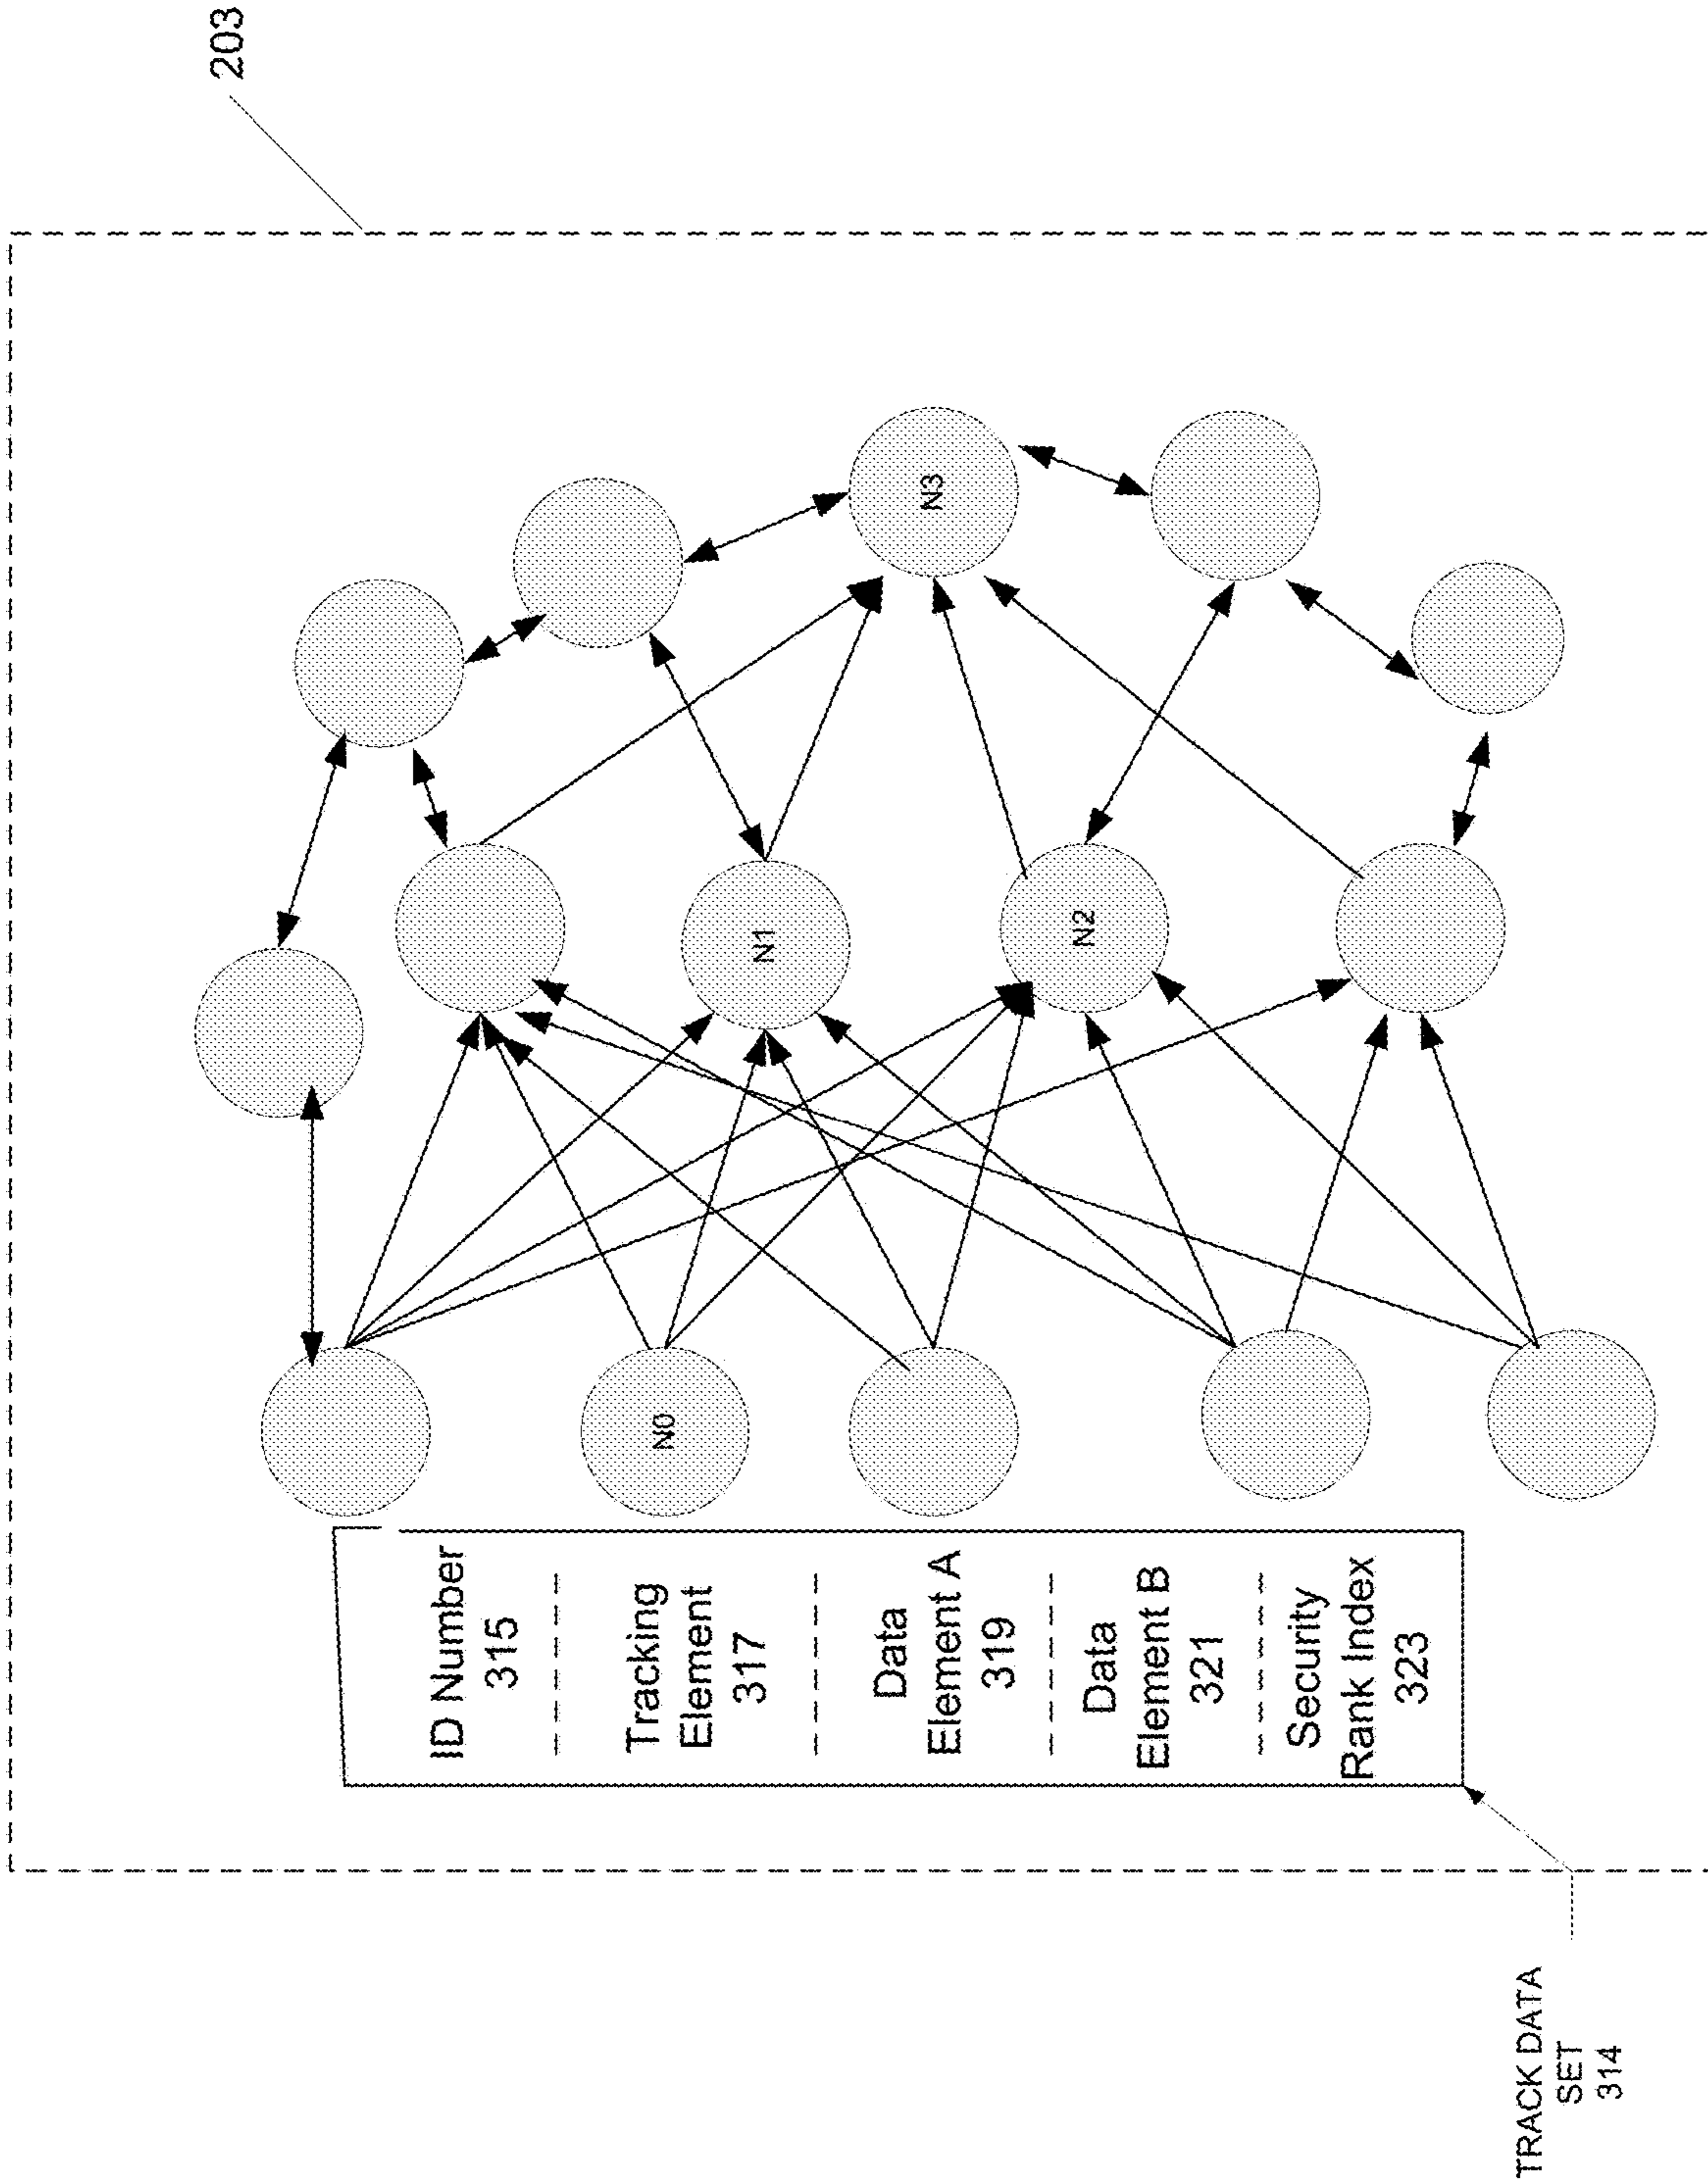 203
ID Number
315
Tracking
Element
317
Data
Element A
319
Data
Element B
321
Security
Rank Index
323
N0
N1
N2
N3
TRACK DATA
SET
314